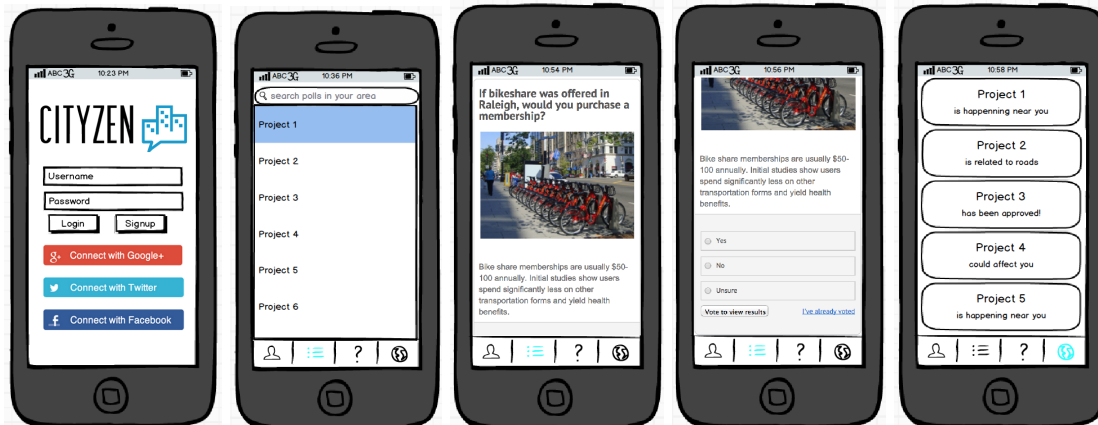 ABC 3G 10:23 PM
CITYZEN
Username
Password
Login Signup
g+ Connect with Google+
Connect with Twitter
f Connect with Facebook
ABC 3G 10:36 PM
search polls in your area
Project 1
Project 2
Project 3
Project 4
Project 5
Project 6
?
ABC 3G 10:54 PM
If bikeshare was offered in
Raleigh, would you purchase a
membership?
Bike share memberships are usually $50-
100 annually. Initial studies show users
spend significantly less on other
transportation forms and yield health
benefits.
?
ABC 3G 10:56 PM
Bike share memberships are usually $50-
100 annually. Initial studies show users
spend significantly less on other
transportation forms and yield health
benefits.
Yes
No
Unsure
Vote to view results I've already voted
?
ABC 3G 10:58 PM
Project 1
is happenning near you
Project 2
is related to roads
Project 3
has been approved!
Project 4
could affect you
Project 5
is happening near you
?